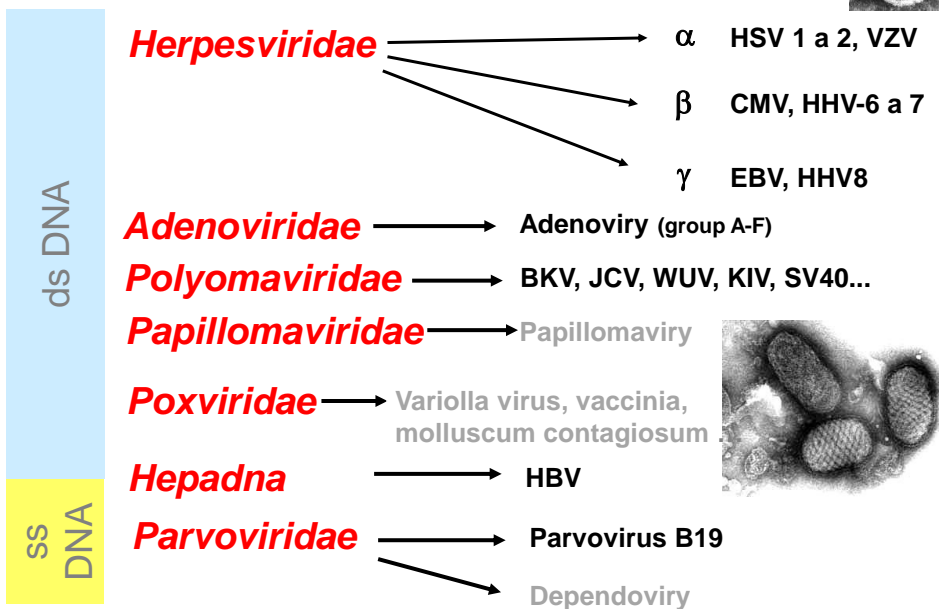 ds DNA
ss
DNA
Herpesviridae
α HSV 1 a 2, VZV
β CMV, HHV-6 a 7
γ EBV, HHV8
Adenoviridae
Adenoviry (group A-F)
Polyomaviridae
BKV, JCV, WUV, KIV, SV40...
Papillomaviridae
Papillomaviry
Poxviridae
Variolla virus, vaccinia,
molluscum contagiosum ...
Hepadna
HBV
Parvoviridae
Parvovirus B19
Dependoviry